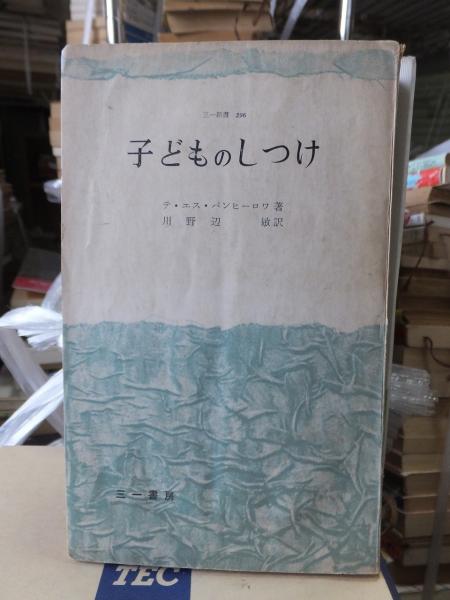 三一新書 296
子どものしつけ
テ・エス・パンヒーロワ著
川野辺 敏訳
三一書房
TEC